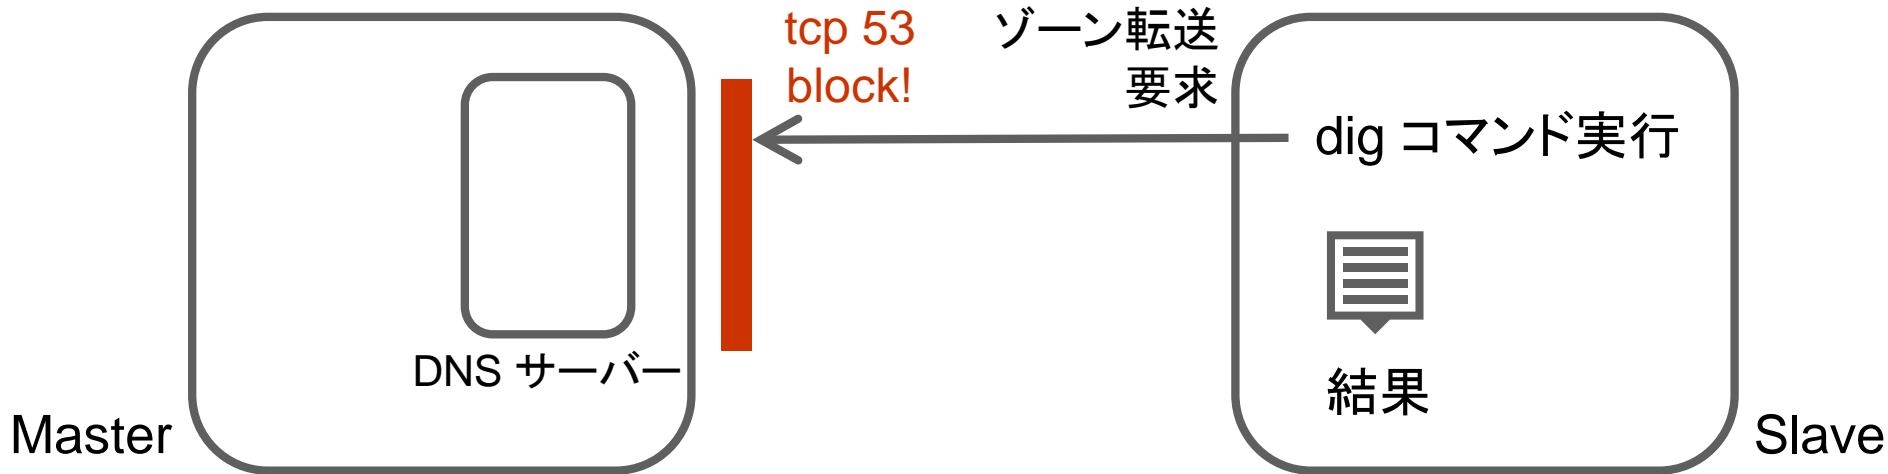 tcp 53
block!
ゾーン転送
要求
dig コマンド実行
DNS サーバー
結果
Master
Slave